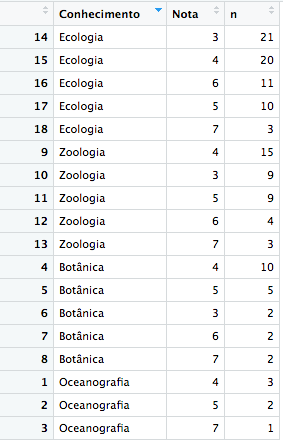 Conhecimento Nota n
14 Ecologia 3 21
15 Ecologia 4 20
16 Ecologia 6 11
17 Ecologia 5 10
18 Ecologia 7 3
9 Zoologia 4 15
10 Zoologia 3 9
11 Zoologia 5 9
12 Zoologia 6 4
13 Zoologia 7 3
4 Botânica 4 10
5 Botânica 5 5
6 Botânica 3 2
7 Botânica 6 2
8 Botânica 7 2
1 Oceanografia 4 3
2 Oceanografia 5 2
3 Oceanografia 7 1